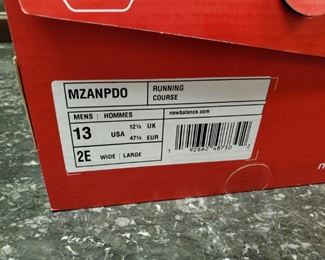 MZANPDO
RUNNING
COURSE
MENS | HOMMES
newbalance.com
13 USA 12½ UK
47½ EUR
2E WIDE | LARGE